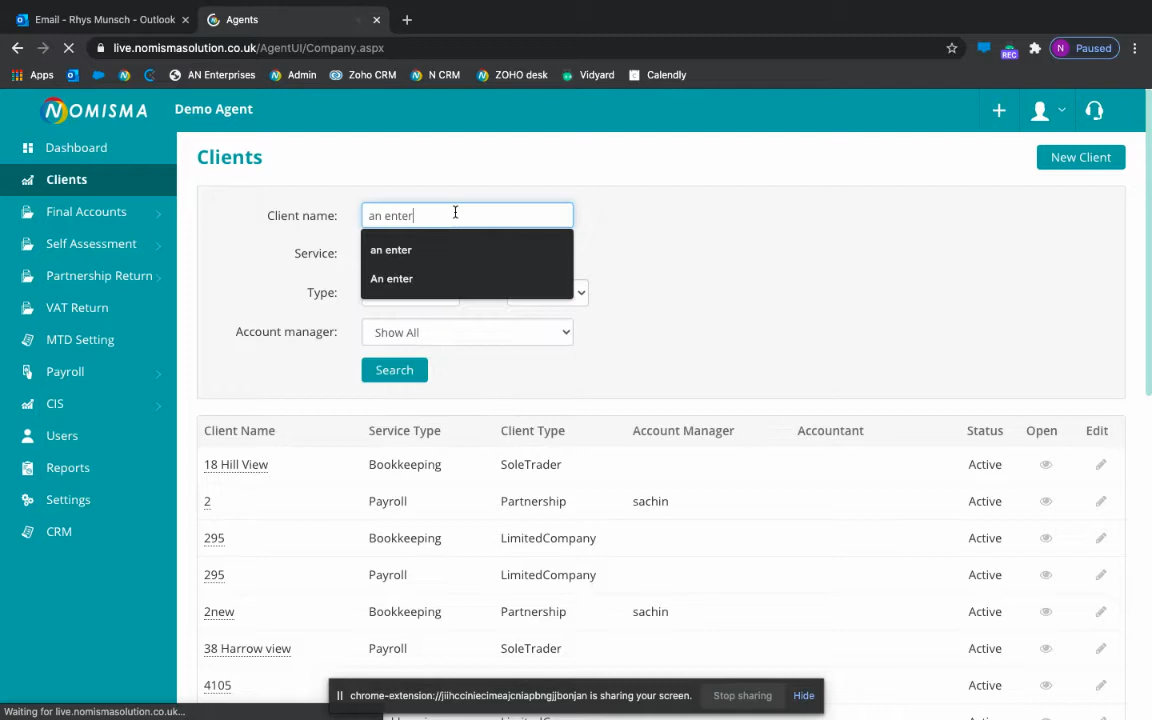 Email - Rhys Munsch - Outlook
Agents
live.nomismasolution.co.uk/AgentUI/Company.aspx
REC
N
Paused
Apps
AN Enterprises
Admin
Zoho CRM
N CRM
ZOHO desk
Vidyard
Calendly
NOMISMA
Demo Agent
Dashboard
Clients
Final Accounts
Self Assessment
Partnership Return
VAT Return
MTD Setting
Payroll
CIS
Users
Reports
Settings
CRM
Clients
New Client
Client name:
an enter
an enter
An enter
Service:
Type:
Account manager:
Show All
Search
Client Name Service Type Client Type Account Manager Accountant Status Open Edit
18 Hill View Bookkeeping SoleTrader Active
2 Payroll Partnership sachin Active
295 Bookkeeping LimitedCompany Active
295 Payroll LimitedCompany Active
2new Bookkeeping Partnership sachin Active
38 Harrow view Payroll SoleTrader Active
4105 Active
chrome-extension://jiihcciniecimeajcniapbngjjbonjan is sharing your screen.
Stop sharing
Hide
Waiting for live.nomismasolution.co.uk...